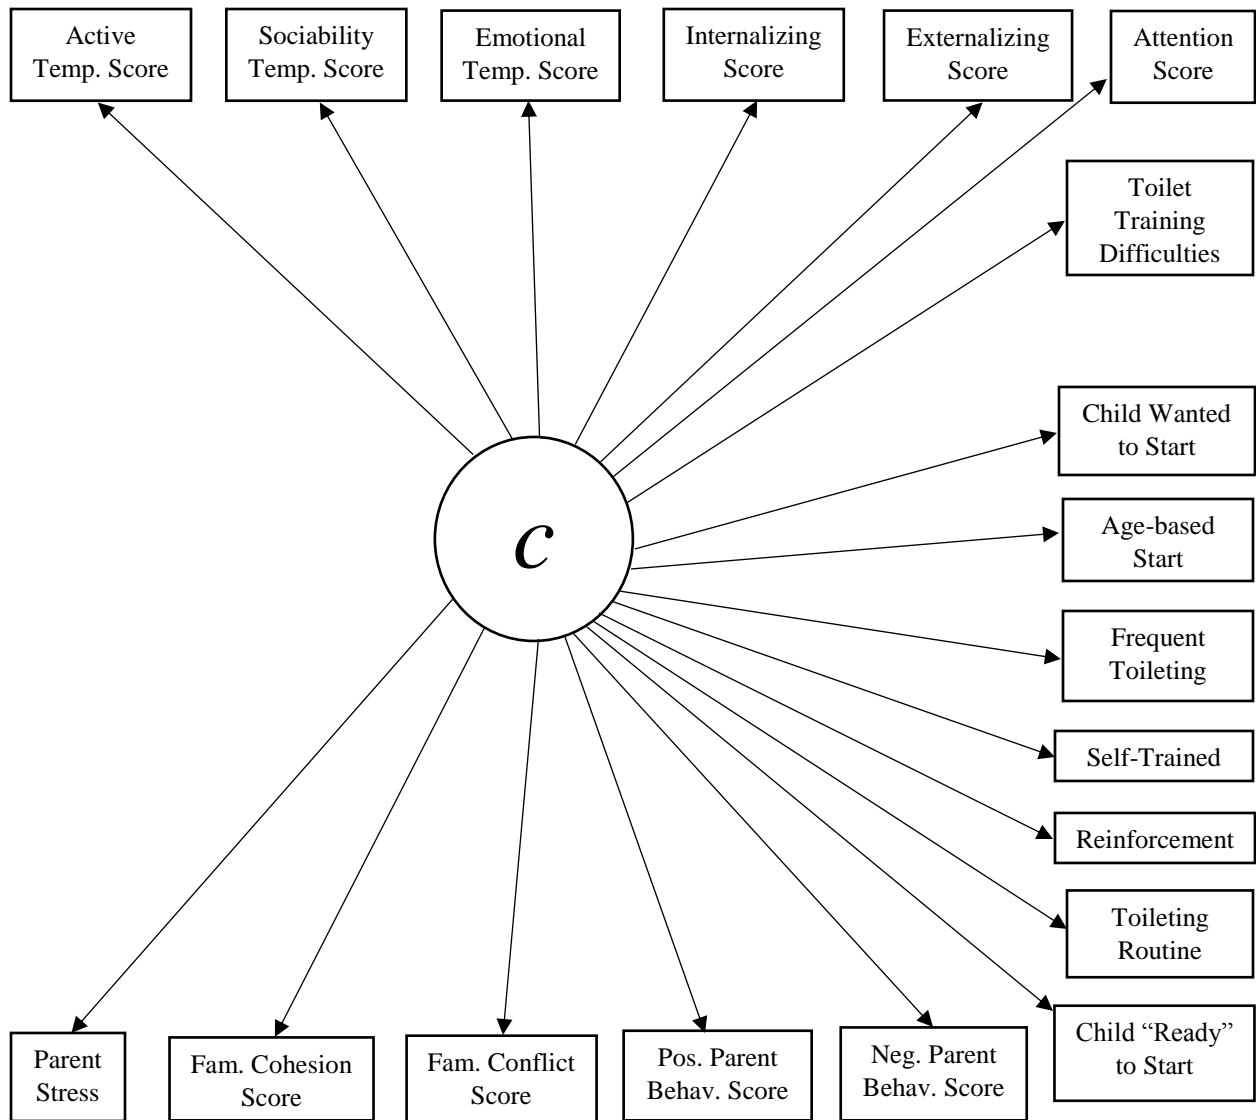 Active
Temp. Score
Sociability
Temp. Score
Emotional
Temp. Score
Internalizing
Score
Externalizing
Score
Attention
Score
Toilet
Training
Difficulties
Child Wanted
to Start
c
Age-based
Start
Frequent
Toileting
Self-Trained
Reinforcement
Toileting
Routine
Child “Ready”
to Start
Parent
Stress
Fam. Cohesion
Score
Fam. Conflict
Score
Pos. Parent
Behav. Score
Neg. Parent
Behav. Score